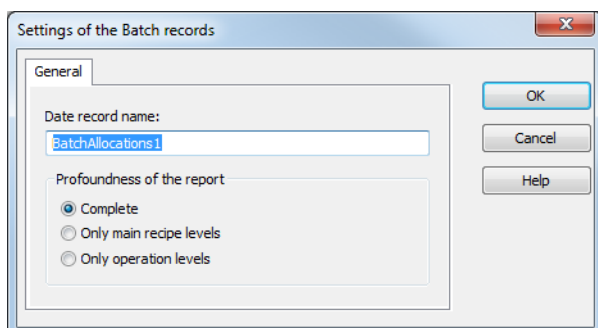 Settings of the Batch records
General
Date record name:
BatchAllocations1
Profoundness of the report
Complete
Only main recipe levels
Only operation levels
OK
Cancel
Help